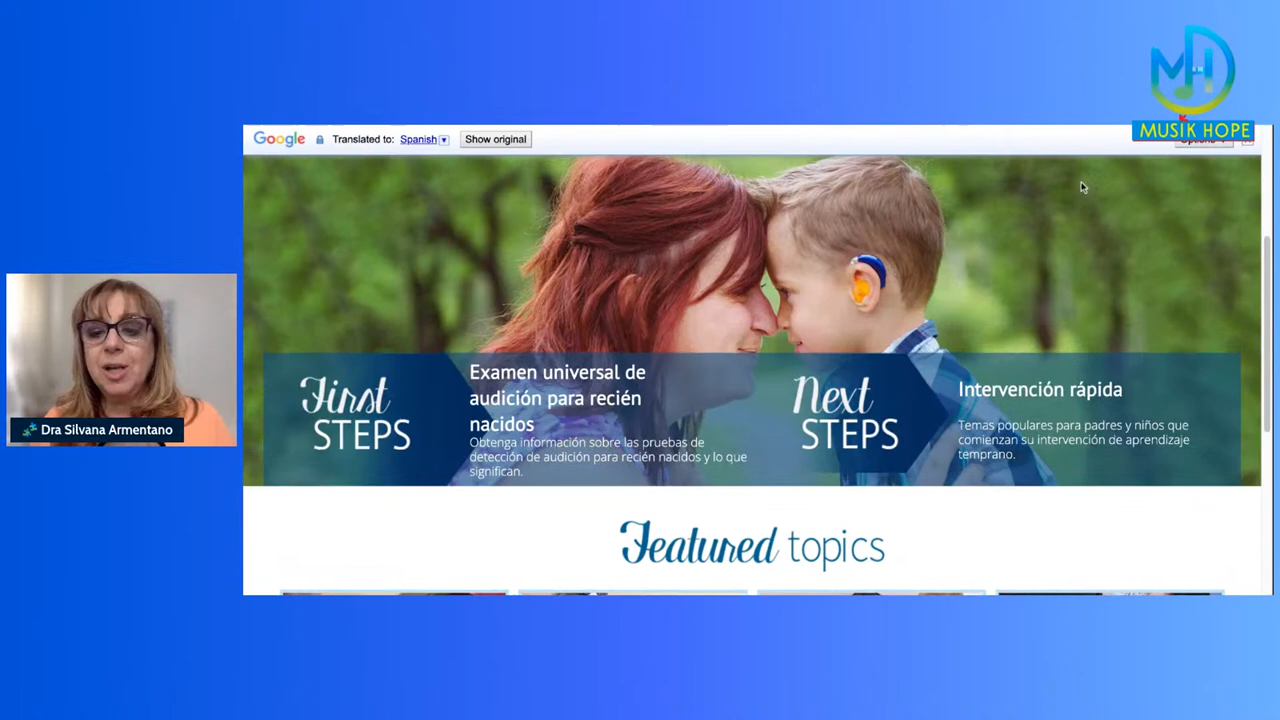 MH
MUSIK HOPE
Google
Translated to: Spanish
Show original
First
STEPS
Examen universal de
audición para recién
nacidos
Obtenga información sobre las pruebas de
detección de audición para recién nacidos y lo que
significan.
Next
STEPS
Intervención rápida
Temas populares para padres y niños que
comienzan su intervención de aprendizaje
temprano.
Dra Silvana Armentano
Featured topics